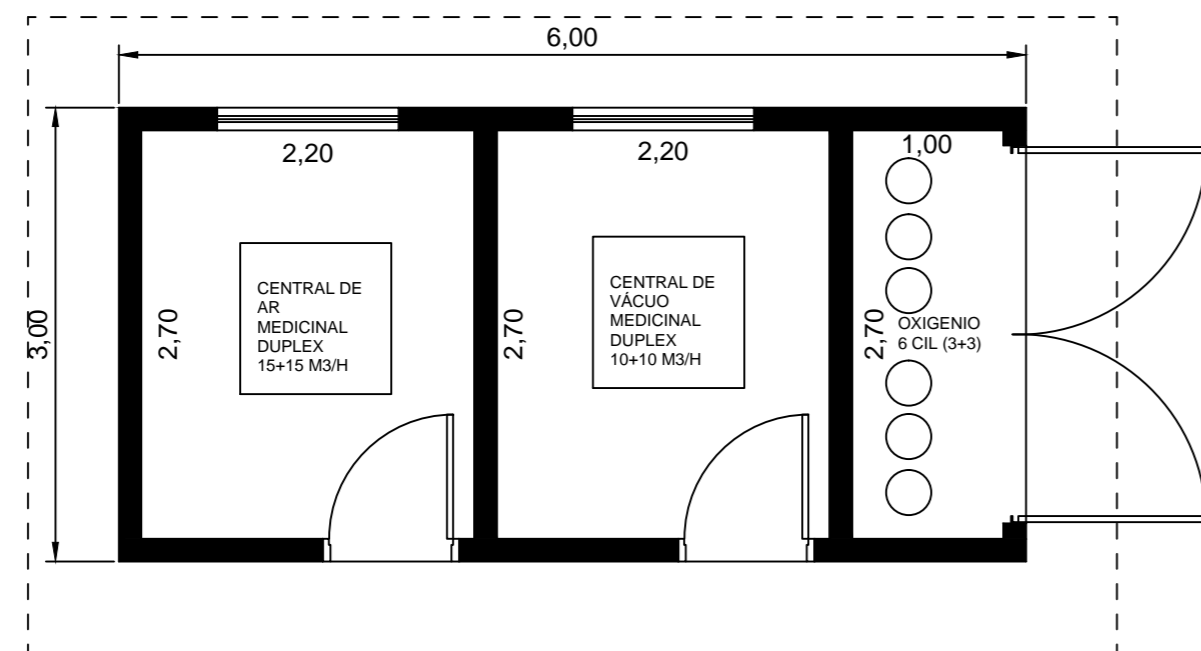 6,00
2,20
2,20
1,00
3,00
2,70
CENTRAL DE
AR
MEDICINAL
DUPLEX
15+15 M3/H
2,70
CENTRAL DE
VÁCUO
MEDICINAL
DUPLEX
10+10 M3/H
2,70
OXIGENIO
6 CIL (3+3)